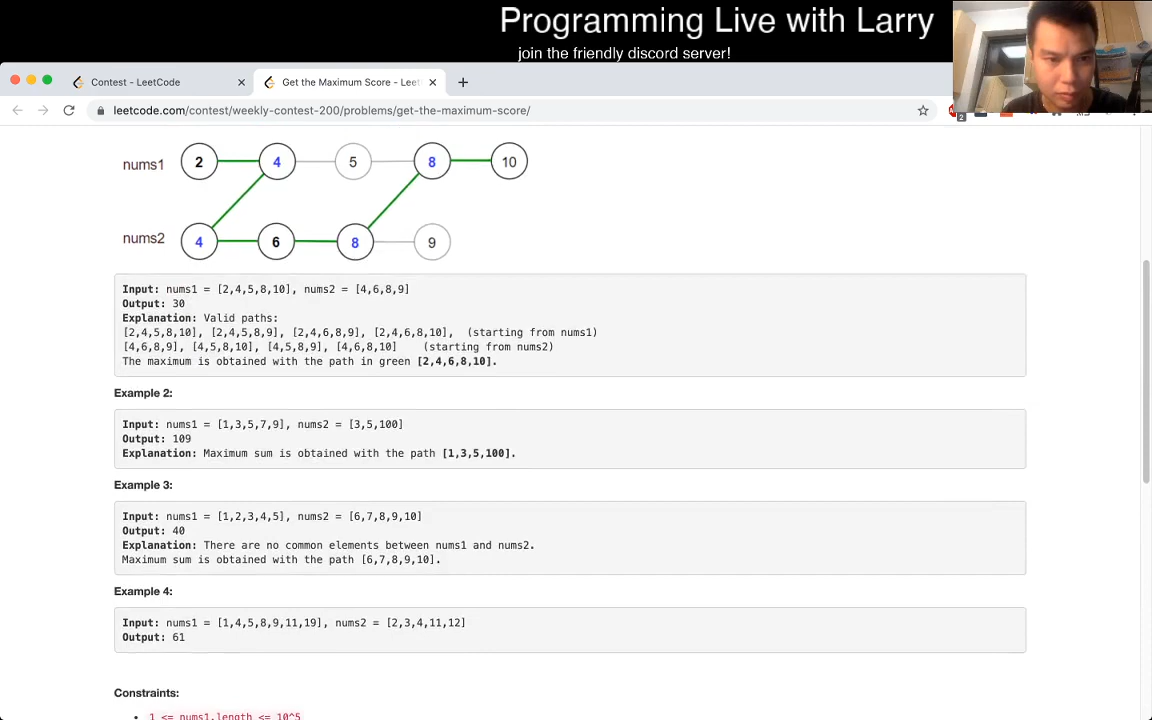 Programming Live with Larry
join the friendly discord server!
Contest - LeetCode
Get the Maximum Score - Leet
leetcode.com/contest/weekly-contest-200/problems/get-the-maximum-score/
2
nums1 2 4 5 8 10
nums2 4 6 8 9
Input: nums1 = [2,4,5,8,10], nums2 = [4,6,8,9]
Output: 30
Explanation: Valid paths:
[2,4,5,8,10], [2,4,5,8,9], [2,4,6,8,9], [2,4,6,8,10], (starting from nums1)
[4,6,8,9], [4,5,8,10], [4,5,8,9], [4,6,8,10] (starting from nums2)
The maximum is obtained with the path in green [2,4,6,8,10].
Example 2:
Input: nums1 = [1,3,5,7,9], nums2 = [3,5,100]
Output: 109
Explanation: Maximum sum is obtained with the path [1,3,5,100].
Example 3:
Input: nums1 = [1,2,3,4,5], nums2 = [6,7,8,9,10]
Output: 40
Explanation: There are no common elements between nums1 and nums2.
Maximum sum is obtained with the path [6,7,8,9,10].
Example 4:
Input: nums1 = [1,4,5,8,9,11,19], nums2 = [2,3,4,11,12]
Output: 61
Constraints:
1 <= nums1.length <= 10^5